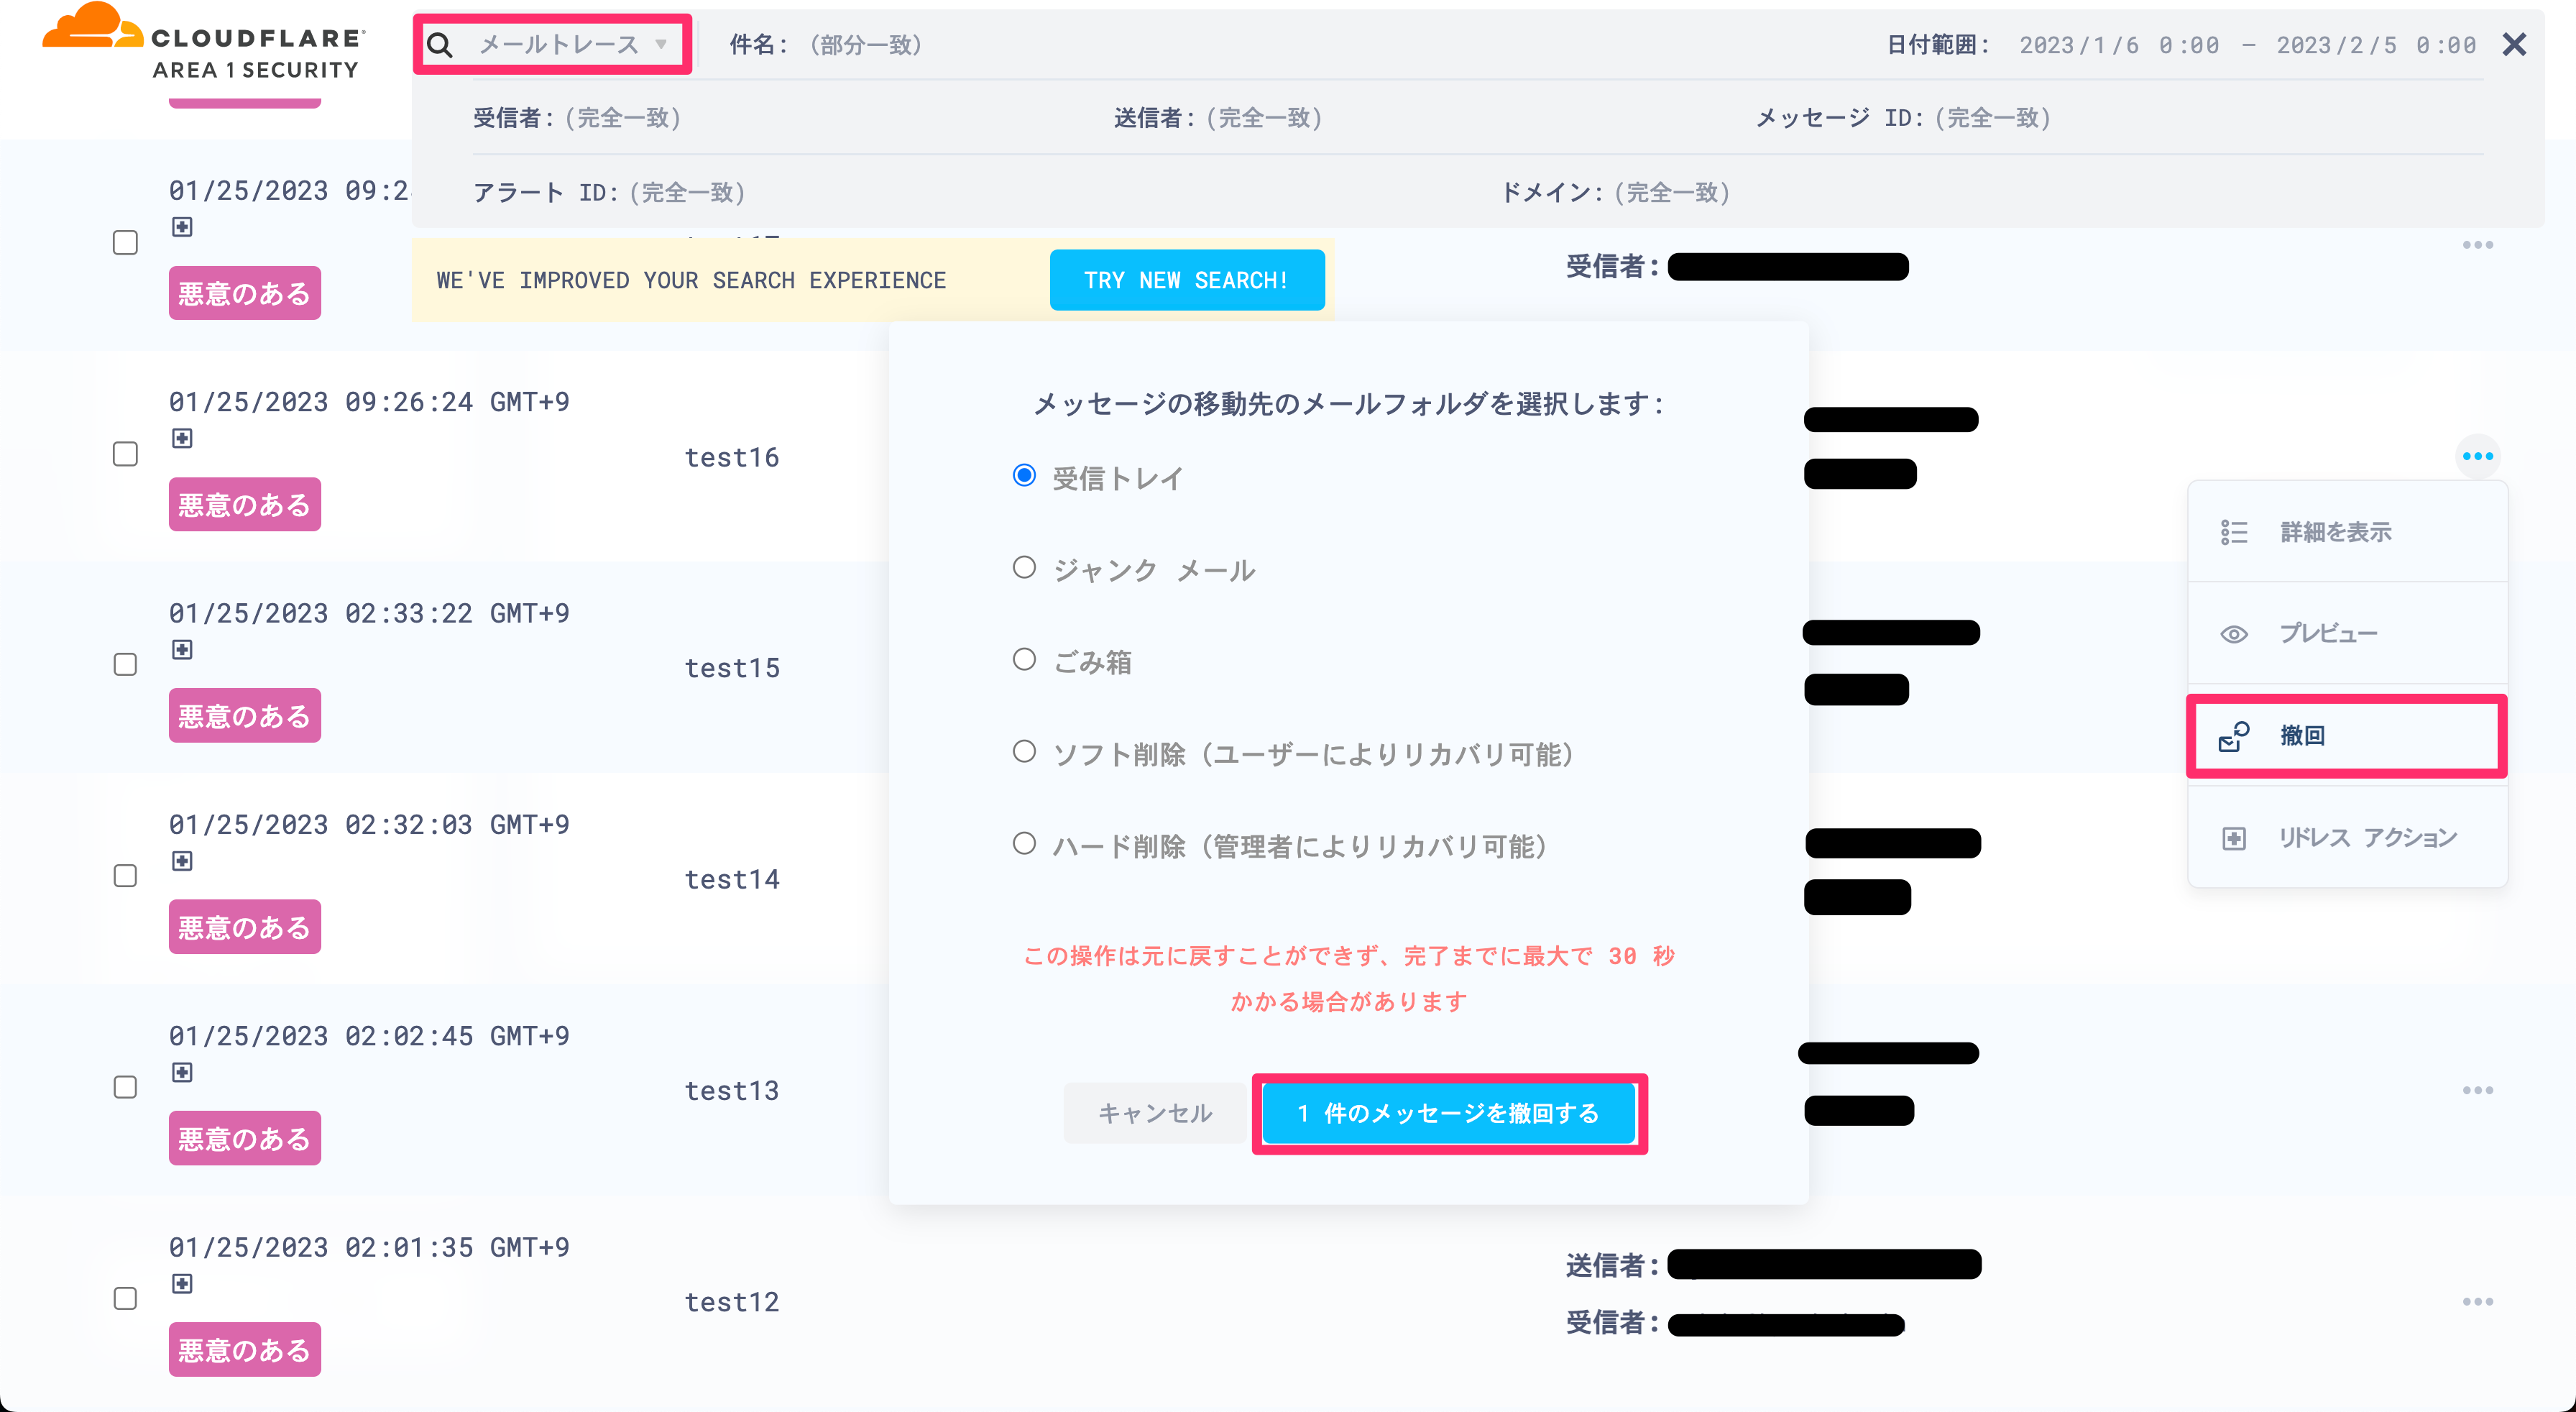 CLOUDFLARE
AREA 1 SECURITY
メールトレース
件名: (部分一致)
日付範囲: 2023/1/6 0:00 – 2023/2/5 0:00
受信者: (完全一致)
送信者: (完全一致)
メッセージ ID: (完全一致)
アラート ID: (完全一致)
ドメイン: (完全一致)
01/25/2023 09:2
悪意のある
WE'VE IMPROVED YOUR SEARCH EXPERIENCE
TRY NEW SEARCH!
受信者:
メッセージの移動先のメールフォルダを選択します:
受信トレイ
ジャンク メール
ごみ箱
ソフト削除 (ユーザーによりリカバリ可能)
ハード削除 (管理者によりリカバリ可能)
この操作は元に戻すことができず、完了までに最大で 30 秒
かかる場合があります
キャンセル
1 件のメッセージを撤回する
詳細を表示
プレビュー
撤回
リドレス アクション
01/25/2023 09:26:24 GMT+9
test16
悪意のある
01/25/2023 02:33:22 GMT+9
test15
悪意のある
01/25/2023 02:32:03 GMT+9
test14
悪意のある
01/25/2023 02:02:45 GMT+9
test13
悪意のある
01/25/2023 02:01:35 GMT+9
test12
悪意のある
送信者:
受信者: